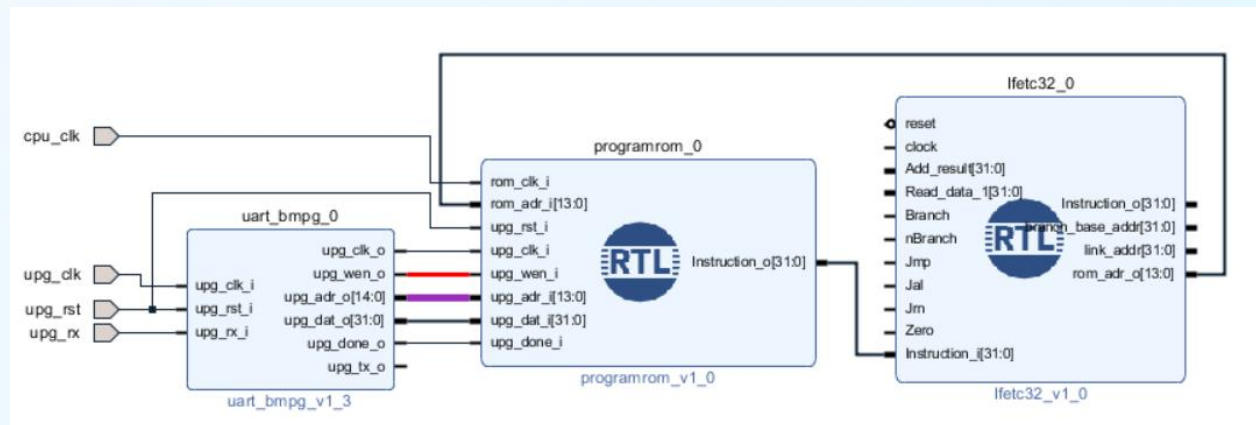 cpu_clk
upg_clk
upg_rst
upg_rx
uart_bmpg_0
upg_clk_i
upg_rst_i
upg_rx_i
upg_clk_o
upg_wen_o
upg_adr_o[14:0]
upg_dat_o[31:0]
upg_done_o
upg_tx_o
uart_bmpg_v1_3
programrom_0
rom_clk_i
rom_adr_i[13:0]
upg_rst_i
upg_clk_i
upg_wen_i
upg_adr_i[13:0]
upg_dat_i[31:0]
upg_done_i
RTL
Instruction_o[31:0]
programrom_v1_0
Ifetc32_0
reset
clock
Add_result[31:0]
Read_data_1[31:0]
Branch
nBranch
Jmp
Jal
Jrn
Zero
Instruction_i[31:0]
RTL
Instruction_o[31:0]
branch_base_addr[31:0]
link_addr[31:0]
rom_adr_o[13:0]
Ifetc32_v1_0